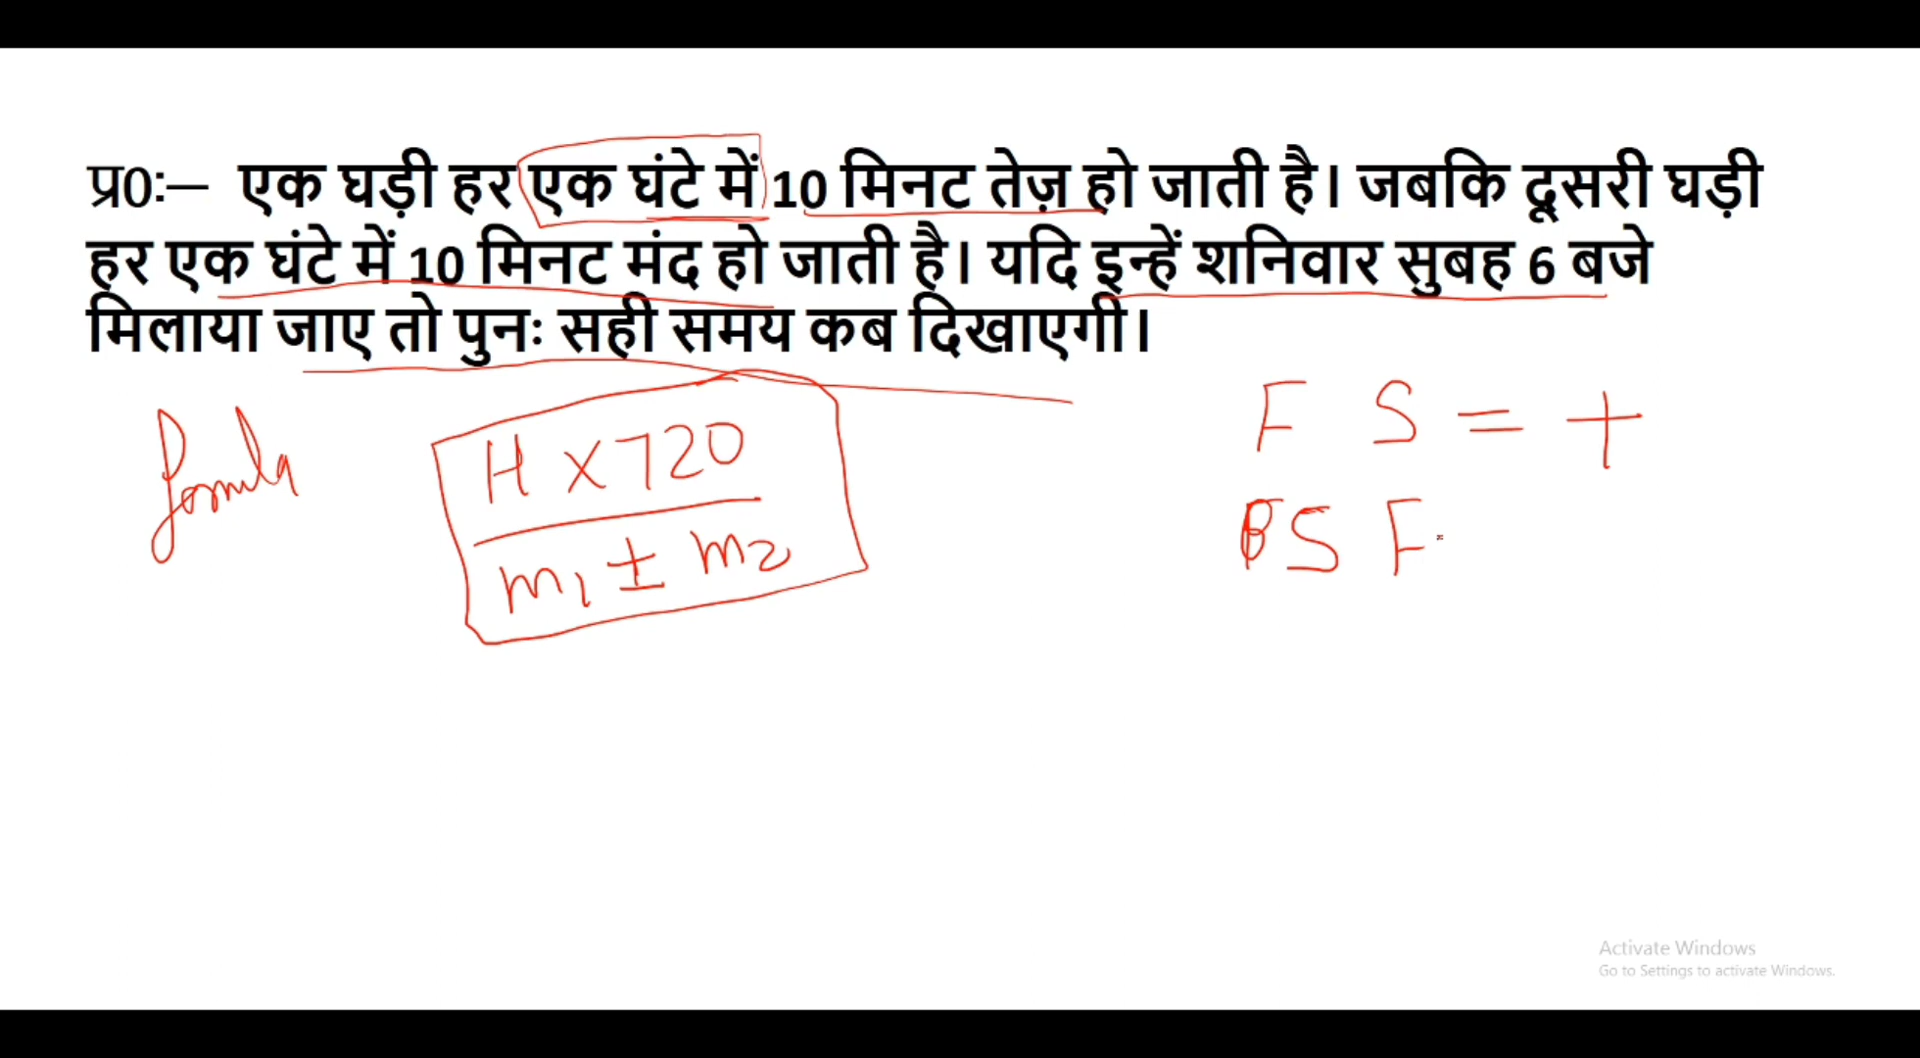 प्र0:— एक घड़ी हर एक घंटे में 10 मिनट तेज़ हो जाती है। जबकि दूसरी घड़ी
हर एक घंटे में 10 मिनट मंद हो जाती है। यदि इन्हें शनिवार सुबह 6 बजे
मिलाया जाए तो पुनः सही समय कब दिखाएगी।
formula
H x 720
m1 ± m2
F S = +
S F
Activate Windows
Go to Settings to activate Windows.